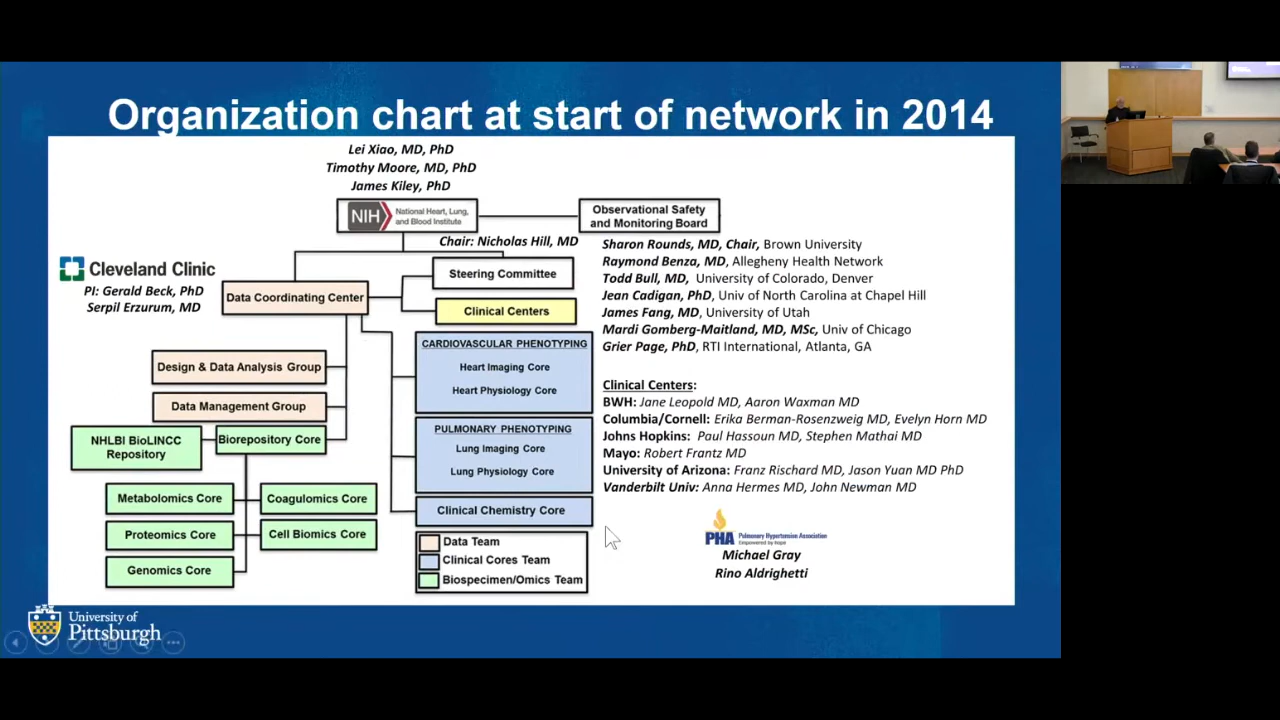 Organization chart at start of network in 2014
Lei Xiao, MD, PhD
Timothy Moore, MD, PhD
James Kiley, PhD
NIH National Heart, Lung,
and Blood Institute
Observational Safety
and Monitoring Board
Chair: Nicholas Hill, MD
Cleveland Clinic
PI: Gerald Beck, PhD
Serpil Erzurum, MD
Data Coordinating Center
Steering Committee
Clinical Centers
Sharon Rounds, MD, Chair, Brown University
Raymond Benza, MD, Allegheny Health Network
Todd Bull, MD, University of Colorado, Denver
Jean Cadigan, PhD, Univ of North Carolina at Chapel Hill
James Fang, MD, University of Utah
Mardi Gomberg-Maitland, MD, MSc, Univ of Chicago
Grier Page, PhD, RTI International, Atlanta, GA
CARDIOVASCULAR PHENOTYPING
Heart Imaging Core
Heart Physiology Core
Design & Data Analysis Group
Data Management Group
NHLBI BioLINCC
Repository
Biorepository Core
PULMONARY PHENOTYPING
Lung Imaging Core
Lung Physiology Core
Clinical Centers:
BWH: Jane Leopold MD, Aaron Waxman MD
Columbia/Cornell: Erika Berman-Rosenzweig MD, Evelyn Horn MD
Johns Hopkins: Paul Hassoun MD, Stephen Mathai MD
Mayo: Robert Frantz MD
University of Arizona: Franz Rischard MD, Jason Yuan MD PhD
Vanderbilt Univ: Anna Hermes MD, John Newman MD
Metabolomics Core
Coagulomics Core
Proteomics Core
Cell Biomics Core
Genomics Core
Clinical Chemistry Core
Data Team
Clinical Cores Team
Biospecimen/Omics Team
PHA Pulmonary Hypertension Association
Empowered by hope
Michael Gray
Rino Aldrighetti
University of
Pittsburgh